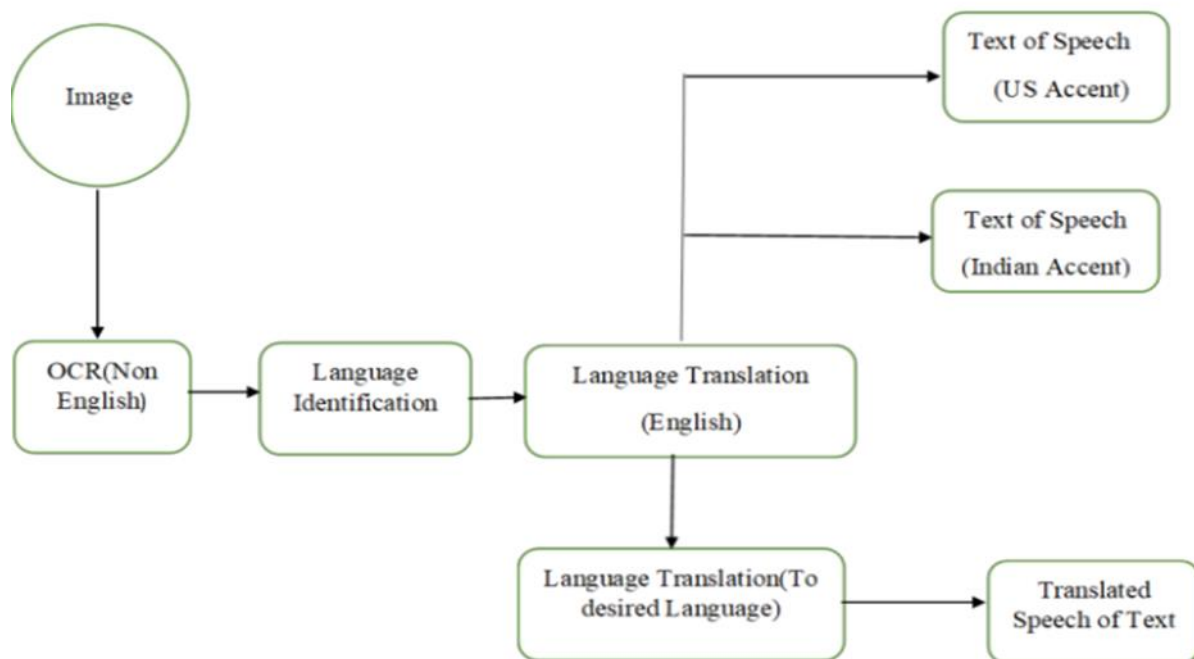 Image
OCR(Non
English)
Language
Identification
Language Translation
(English)
Text of Speech
(US Accent)
Text of Speech
(Indian Accent)
Language Translation(To
desired Language)
Translated
Speech of Text